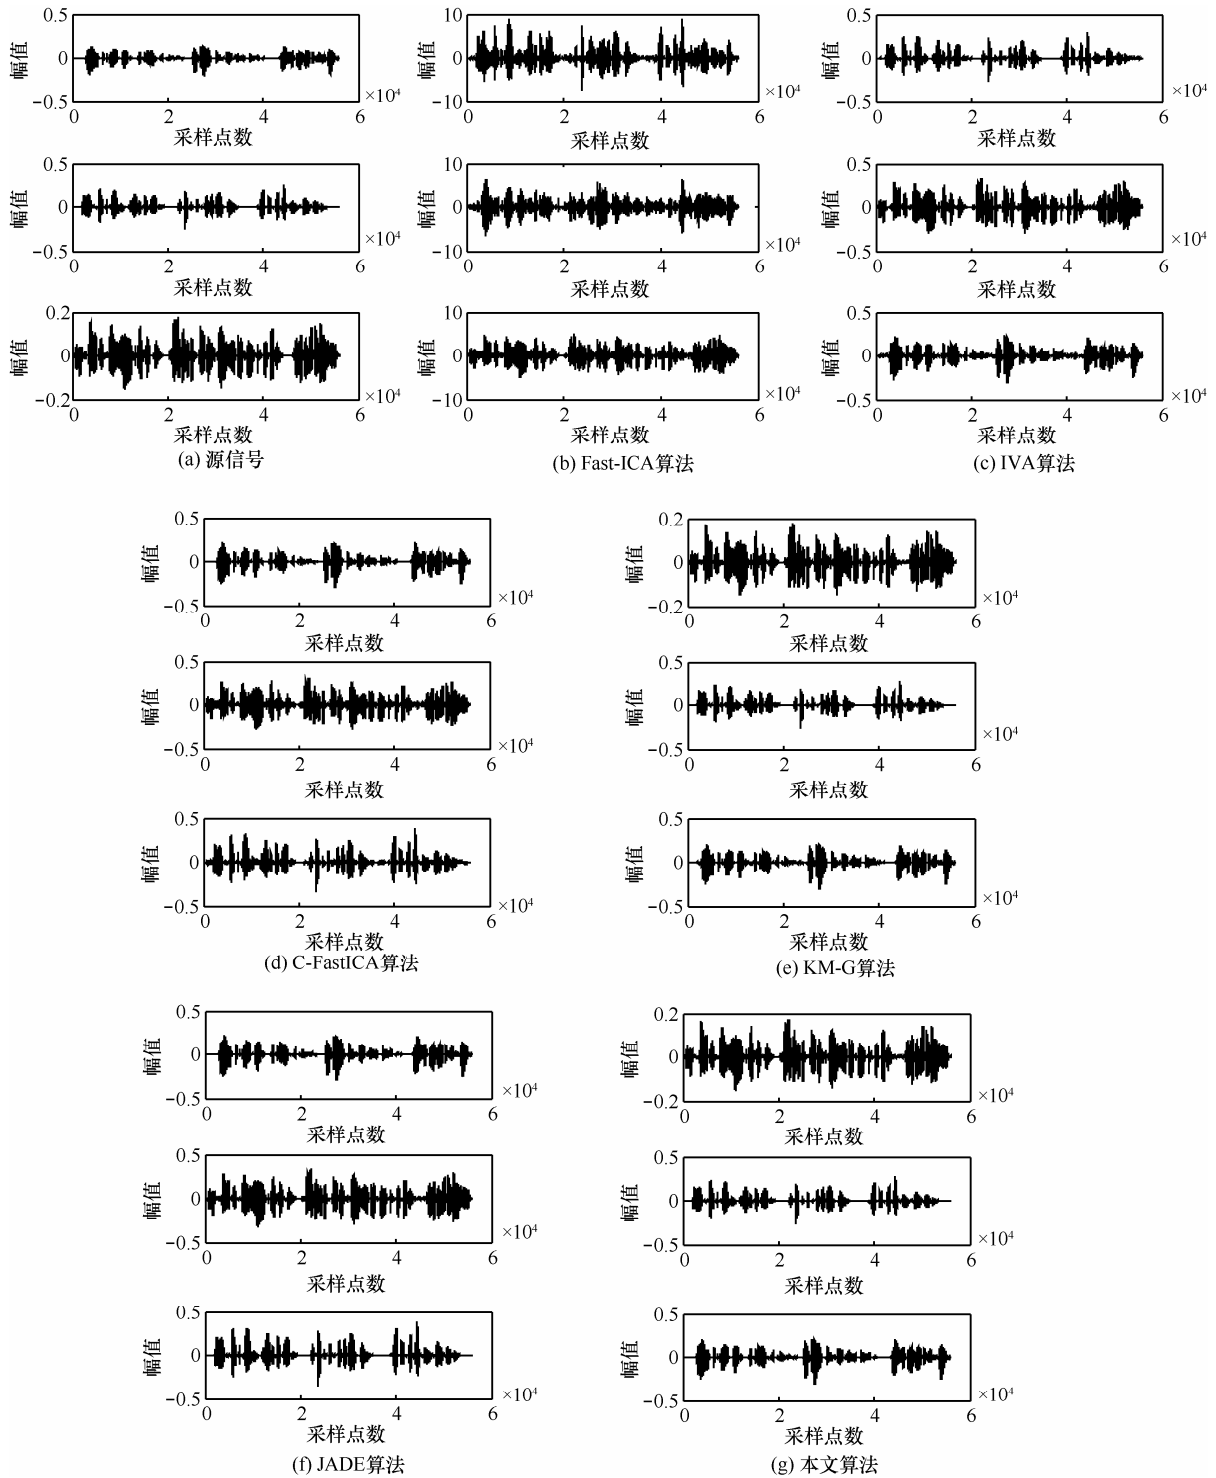 0.5 10 0.5
幅值 0 幅值 0 幅值 0
−0.5 −10 −0.5
0 2 4 6 0 2 4 6 0 2 4 6
×10⁴ ×10⁴ ×10⁴
采样点数 采样点数 采样点数
0.5 10 0.5
幅值 0 幅值 0 幅值 0
−0.5 −10 −0.5
0 2 4 6 0 2 4 6 0 2 4 6
×10⁴ ×10⁴ ×10⁴
采样点数 采样点数 采样点数
0.2 10 0.5
幅值 0 幅值 0 幅值 0
−0.2 −10 −0.5
0 2 4 6 0 2 4 6 0 2 4 6
×10⁴ ×10⁴ ×10⁴
采样点数 采样点数 采样点数
(a) 源信号 (b) Fast-ICA算法 (c) IVA算法
0.5 0.2
幅值 0 幅值 0
−0.5 −0.2
0 2 4 6 0 2 4 6
×10⁴ ×10⁴
采样点数 采样点数
0.5 0.5
幅值 0 幅值 0
−0.5 −0.5
0 2 4 6 0 2 4 6
×10⁴ ×10⁴
采样点数 采样点数
0.5 0.5
幅值 0 幅值 0
−0.5 −0.5
0 2 4 6 0 2 4 6
×10⁴ ×10⁴
采样点数 采样点数
(d) C-FastICA算法 (e) KM-G算法
0.5 0.2
幅值 0 幅值 0
−0.5 −0.2
0 2 4 6 0 2 4 6
×10⁴ ×10⁴
采样点数 采样点数
0.5 0.5
幅值 0 幅值 0
−0.5 −0.5
0 2 4 6 0 2 4 6
×10⁴ ×10⁴
采样点数 采样点数
0.5 0.5
幅值 0 幅值 0
−0.5 −0.5
0 2 4 6 0 2 4 6
×10⁴ ×10⁴
采样点数 采样点数
(f) JADE算法 (g) 本文算法